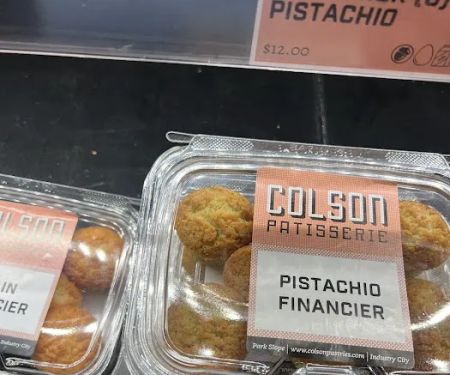 PISTACHIO
$12.00
COLSON
PATISSERIE
PISTACHIO
FINANCIER
Park Slope | www.colsonpastries.com | Industry City